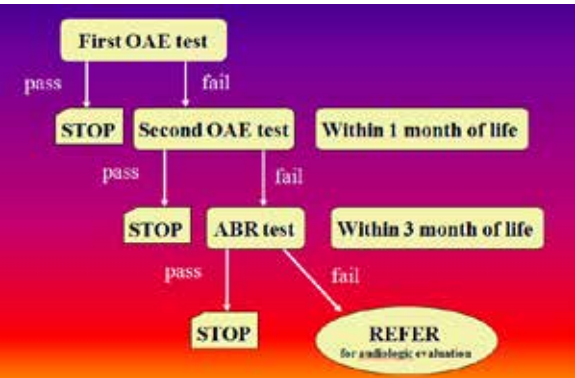 First OAE test
pass
fail
STOP
Second OAE test
Within 1 month of life
pass
fail
STOP
ABR test
Within 3 month of life
pass
fail
STOP
REFER
for audiologic evaluation